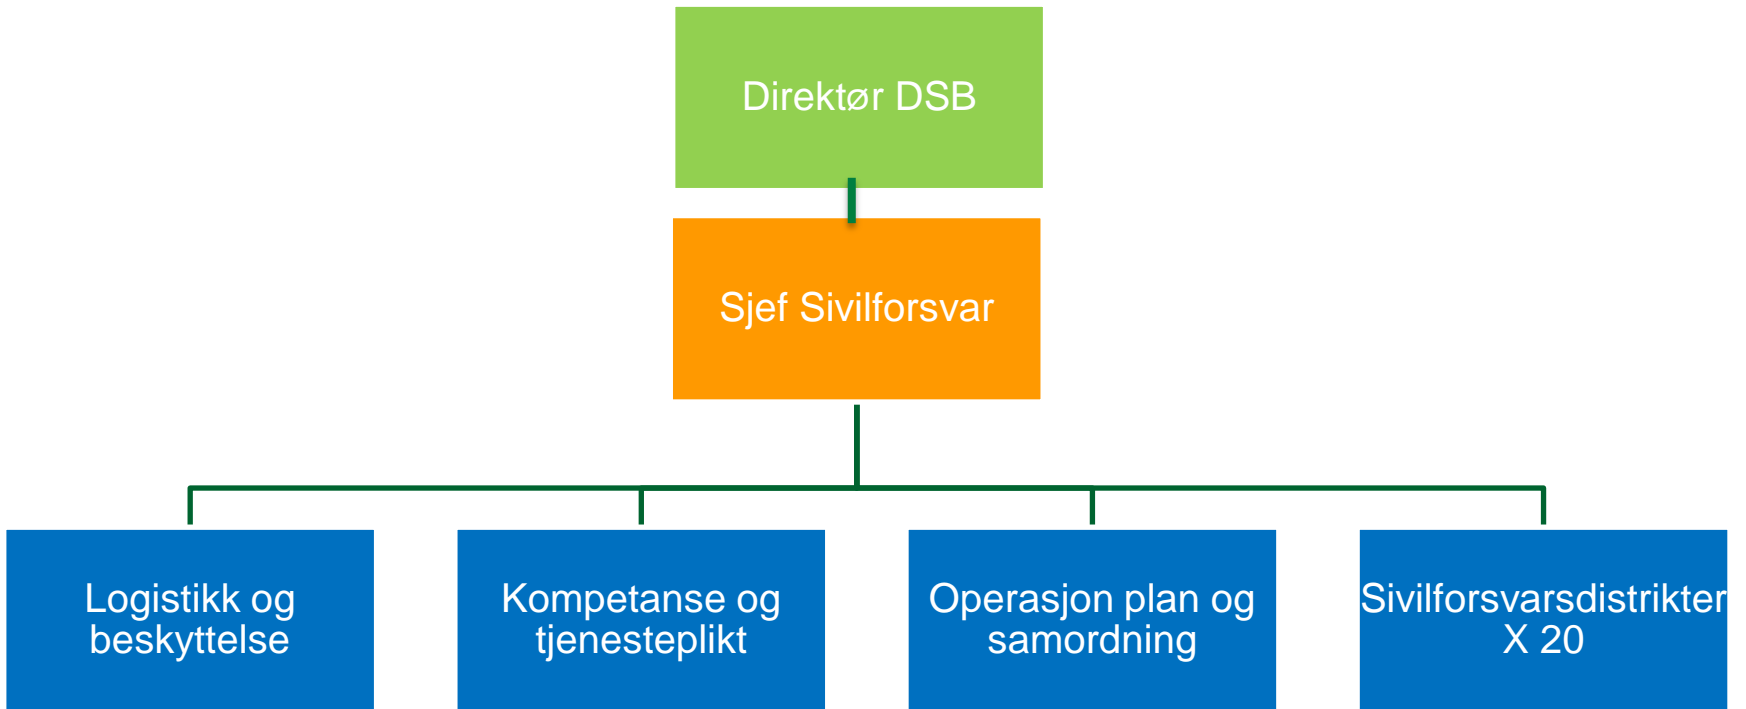 Direktør DSB
Sjef Sivilforsvar
Logistikk og
beskyttelse
Kompetanse og
tjenesteplikt
Operasjon plan og
samordning
Sivilforsvarsdistrikter
X 20